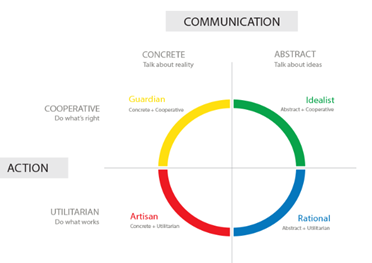 COMMUNICATION
CONCRETE
Talk about reality
ABSTRACT
Talk about ideas
COOPERATIVE
Do what's right
Guardian
Concrete + Cooperative
Idealist
Abstract + Cooperative
ACTION
UTILITARIAN
Do what works
Artisan
Concrete + Utilitarian
Rational
Abstract + Utilitarian